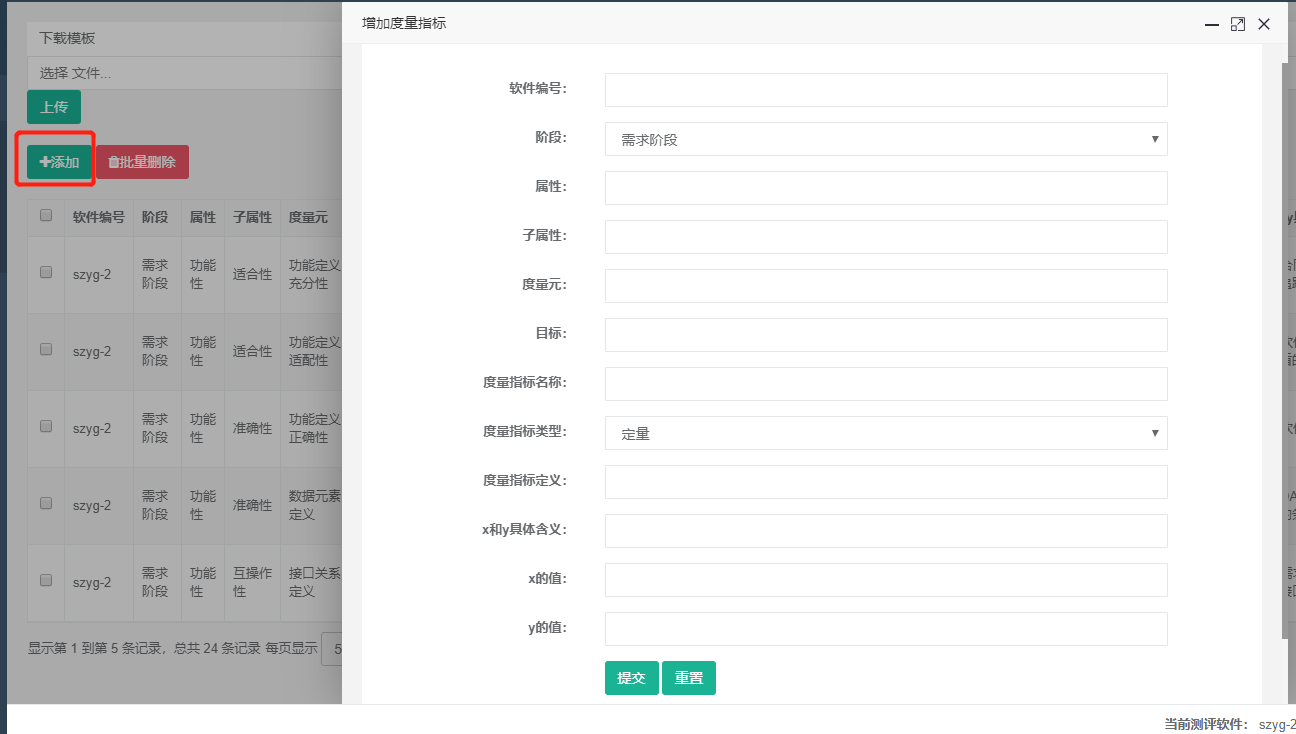 增加度量指标
下载模板
选择 文件...
上传
添加 批量删除
软件编号 阶段 属性 子属性 度量元
szyg-2 需求阶段 功能性 适合性 功能定义充分性
szyg-2 需求阶段 功能性 适合性 功能定义适配性
szyg-2 需求阶段 功能性 准确性 功能定义正确性
szyg-2 需求阶段 功能性 准确性 数据元素定义
szyg-2 需求阶段 功能性 互操作性 接口关系定义
显示第 1 到第 5 条记录，总共 24 条记录 每页显示 5
软件编号：
阶段： 需求阶段
属性：
子属性：
度量元：
目标：
度量指标名称：
度量指标类型： 定量
度量指标定义：
x和y具体含义：
x的值：
y的值：
提交 重置
当前测评软件： szyg-2